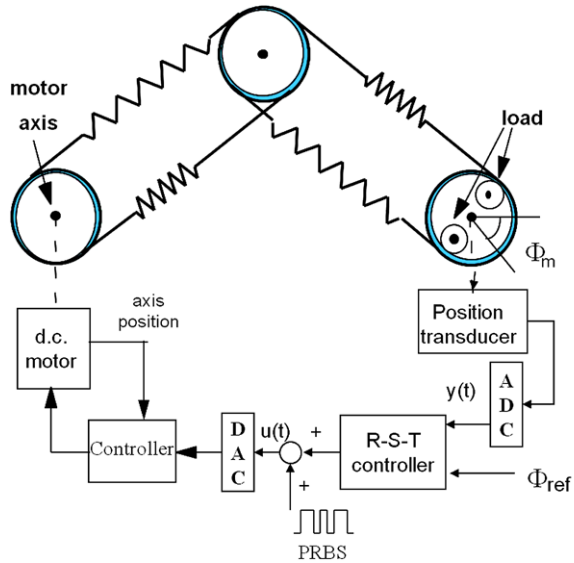 motor
axis
load
Φm
axis
position
d.c.
motor
Position
transducer
y(t)
A
D
C
Controller
D
A
C
u(t)
+
+
R-S-T
controller
Φref
PRBS